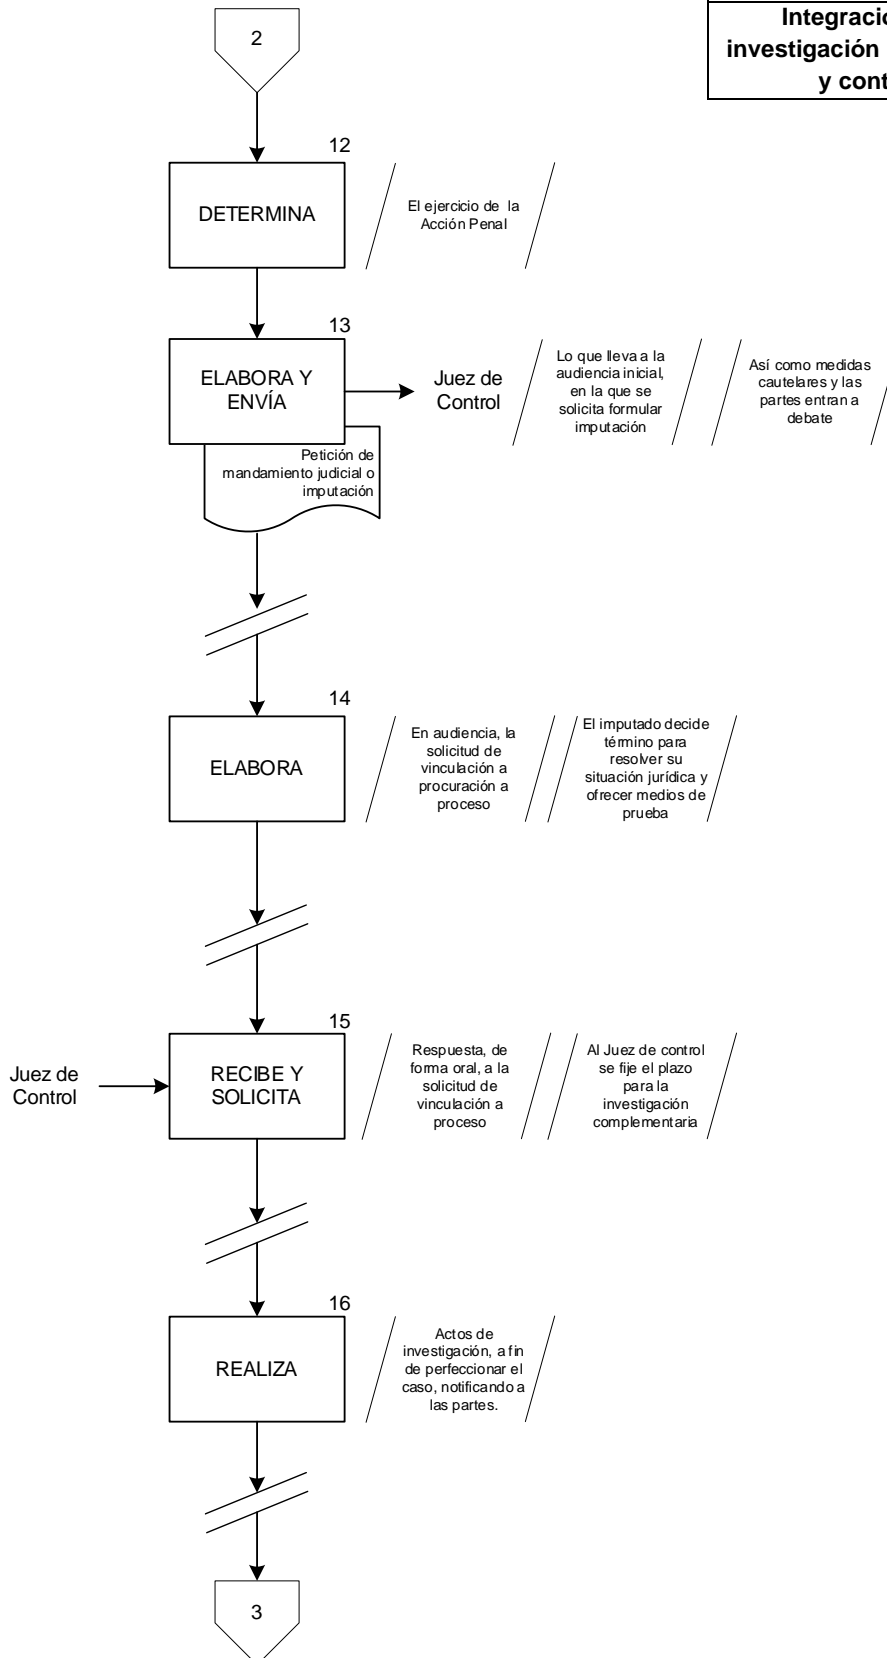 Integració
investigación
y cont
2
12
DETERMINA
El ejercicio de la
Acción Penal
13
ELABORA Y
ENVÍA
Juez de
Control
Lo que lleva a la
audiencia inicial,
en la que se
solicita formular
imputación
Así como medidas
cautelares y las
partes entran a
debate
Petición de
mandamiento judicial o
imputación
14
ELABORA
En audiencia, la
solicitud de
vinculación a
procuración a
proceso
El imputado decide
término para
resolver su
situación jurídica y
ofrecer medios de
prueba
15
Juez de
Control
RECIBE Y
SOLICITA
Respuesta, de
forma oral, a la
solicitud de
vinculación a
proceso
Al Juez de control
se fije el plazo
para la
investigación
complementaria
16
REALIZA
Actos de
investigación, a fin
de perfeccionar el
caso, notificando a
las partes.
3